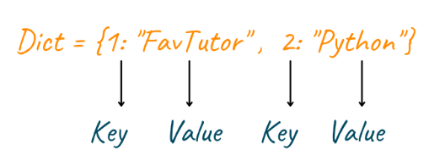 Dict = {1: "FavTutor", 2: "Python"}
Key Value Key Value